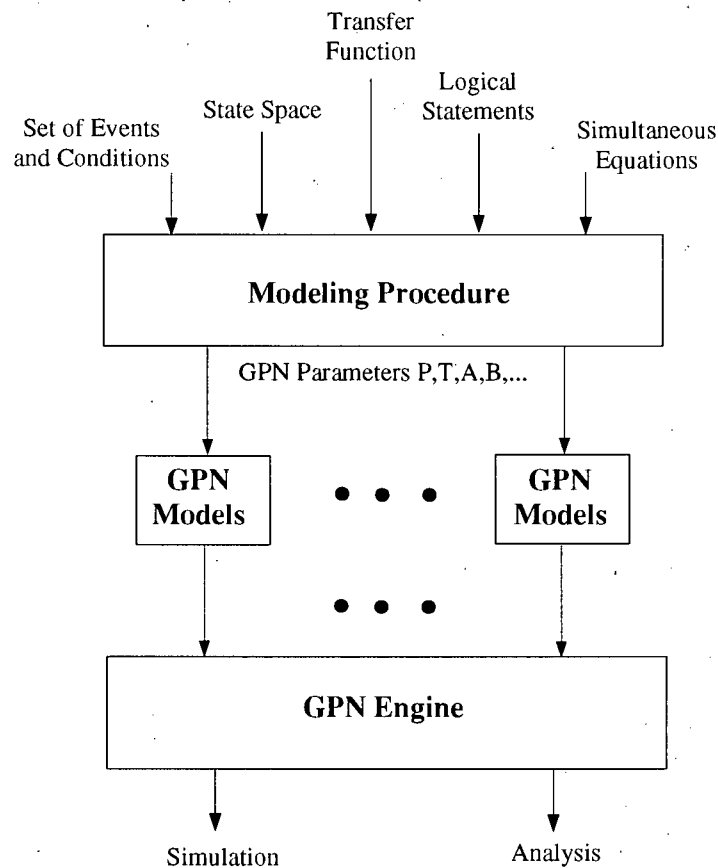 Transfer
Function
Logical
Statements
State Space
Set of Events
and Conditions
Simultaneous
Equations
Modeling Procedure
GPN Parameters P,T,A,B,...
GPN
Models
GPN
Models
GPN Engine
Simulation
Analysis